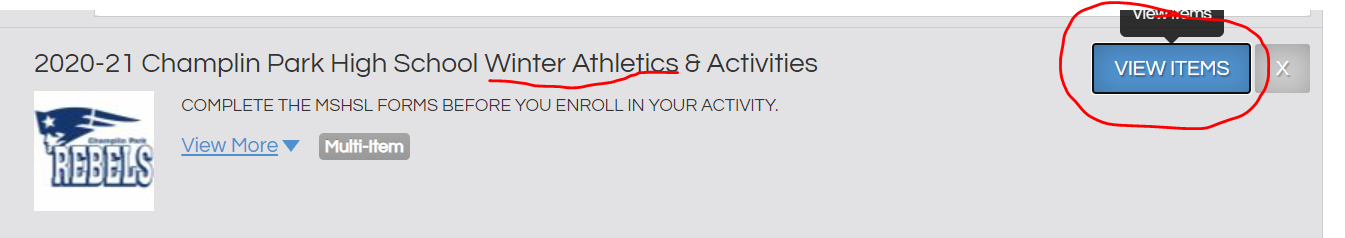 View Items
2020-21 Champlin Park High School Winter Athletics & Activities
VIEW ITEMS
X
COMPLETE THE MSHSL FORMS BEFORE YOU ENROLL IN YOUR ACTIVITY.
View More
Multi-Item
Champlin Park
REBELS